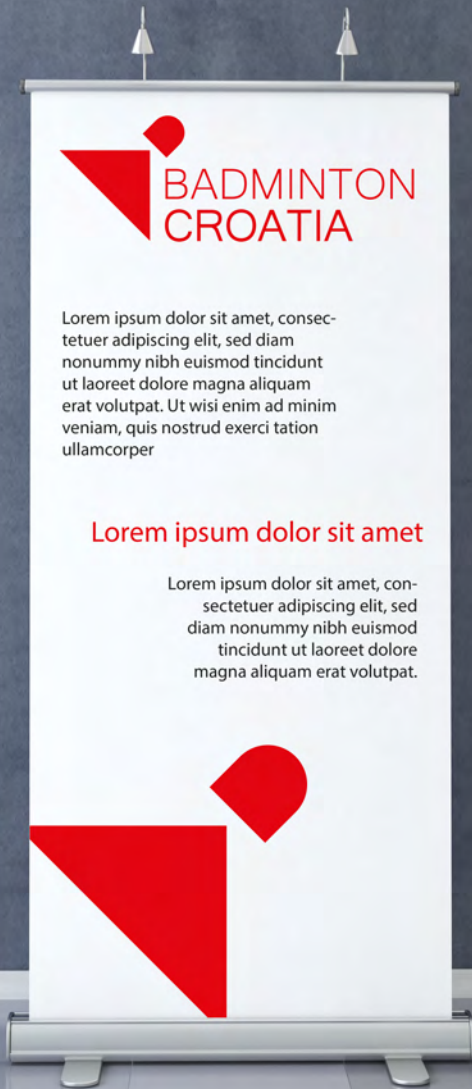 BADMINTON
CROATIA
Lorem ipsum dolor sit amet, consec-
tetuer adipiscing elit, sed diam
nonummy nibh euismod tincidunt
ut laoreet dolore magna aliquam
erat volutpat. Ut wisi enim ad minim
veniam, quis nostrud exerci tation
ullamcorper
Lorem ipsum dolor sit amet
Lorem ipsum dolor sit amet, con-
sectetuer adipiscing elit, sed
diam nonummy nibh euismod
tincidunt ut laoreet dolore
magna aliquam erat volutpat.